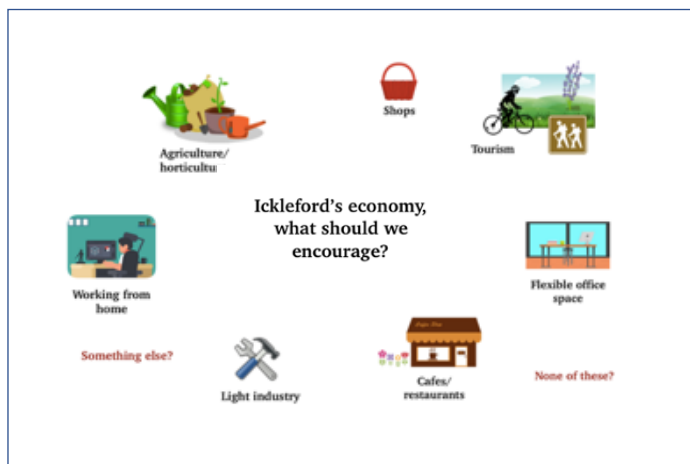 Shops
Tourism
Agriculture/
horticultu
Ickleford's economy,
what should we
encourage?
Working from
home
Flexible office
space
Something else?
None of these?
Cafes/
restaurants
Light industry